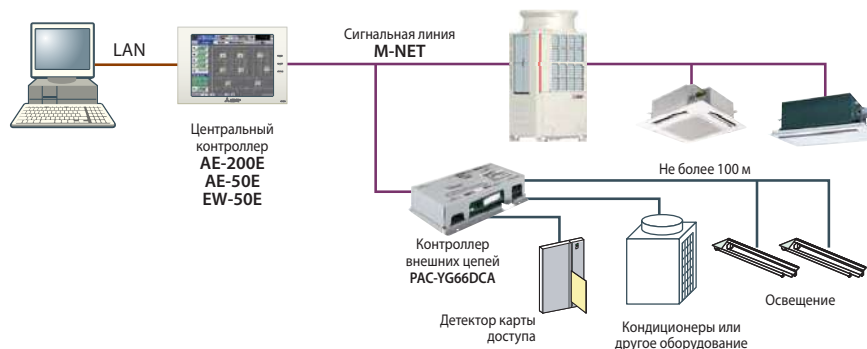 LAN
Сигнальная линия
M-NET
Центральный
контроллер
AE-200E
AE-50E
EW-50E
Не более 100 м
Контроллер
внешних цепей
PAC-YG66DCA
Детектор карты
доступа
Кондиционеры или
другое оборудование
Освещение